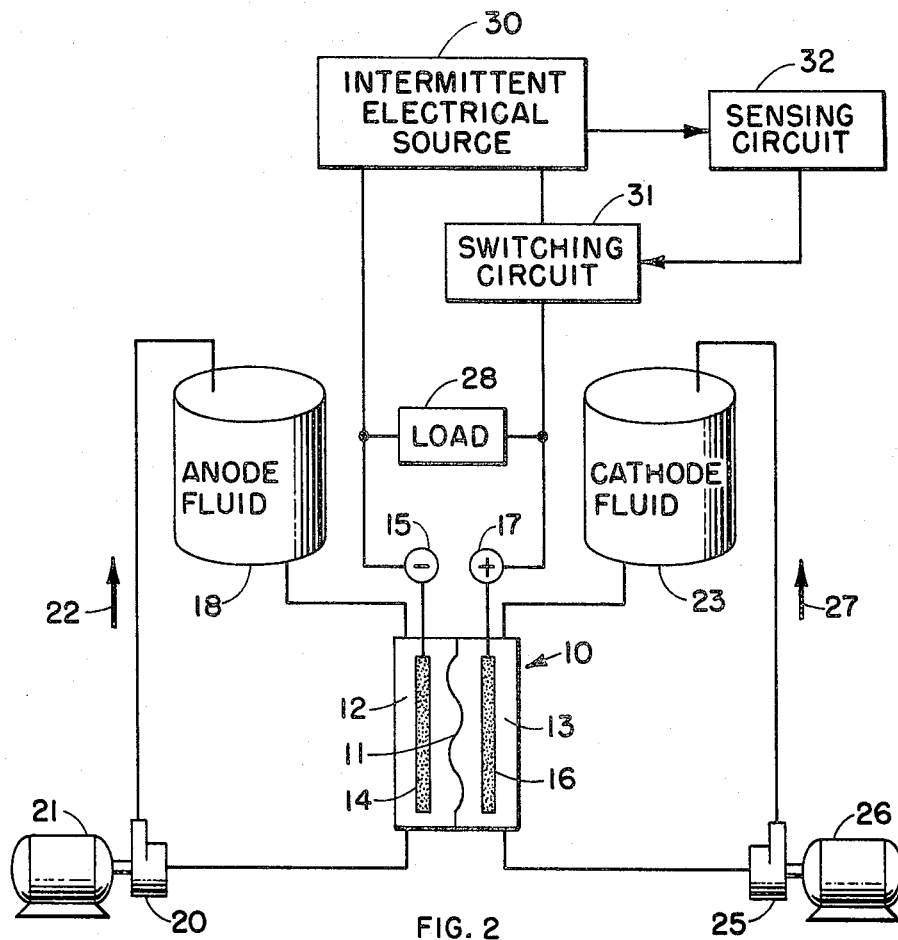 30
INTERMITTENT
ELECTRICAL
SOURCE
32
SENSING
CIRCUIT
31
SWITCHING
CIRCUIT
28
LOAD
ANODE
FLUID
CATHODE
FLUID
15
17
-
+
22
18
23
27
10
12
13
11
14
16
21
26
20
25
FIG. 2